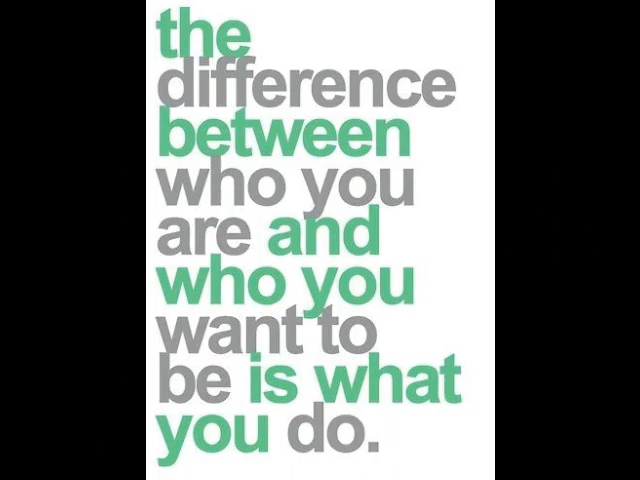 the
difference
between
who you
are and
who you
want to
be is what
you do.